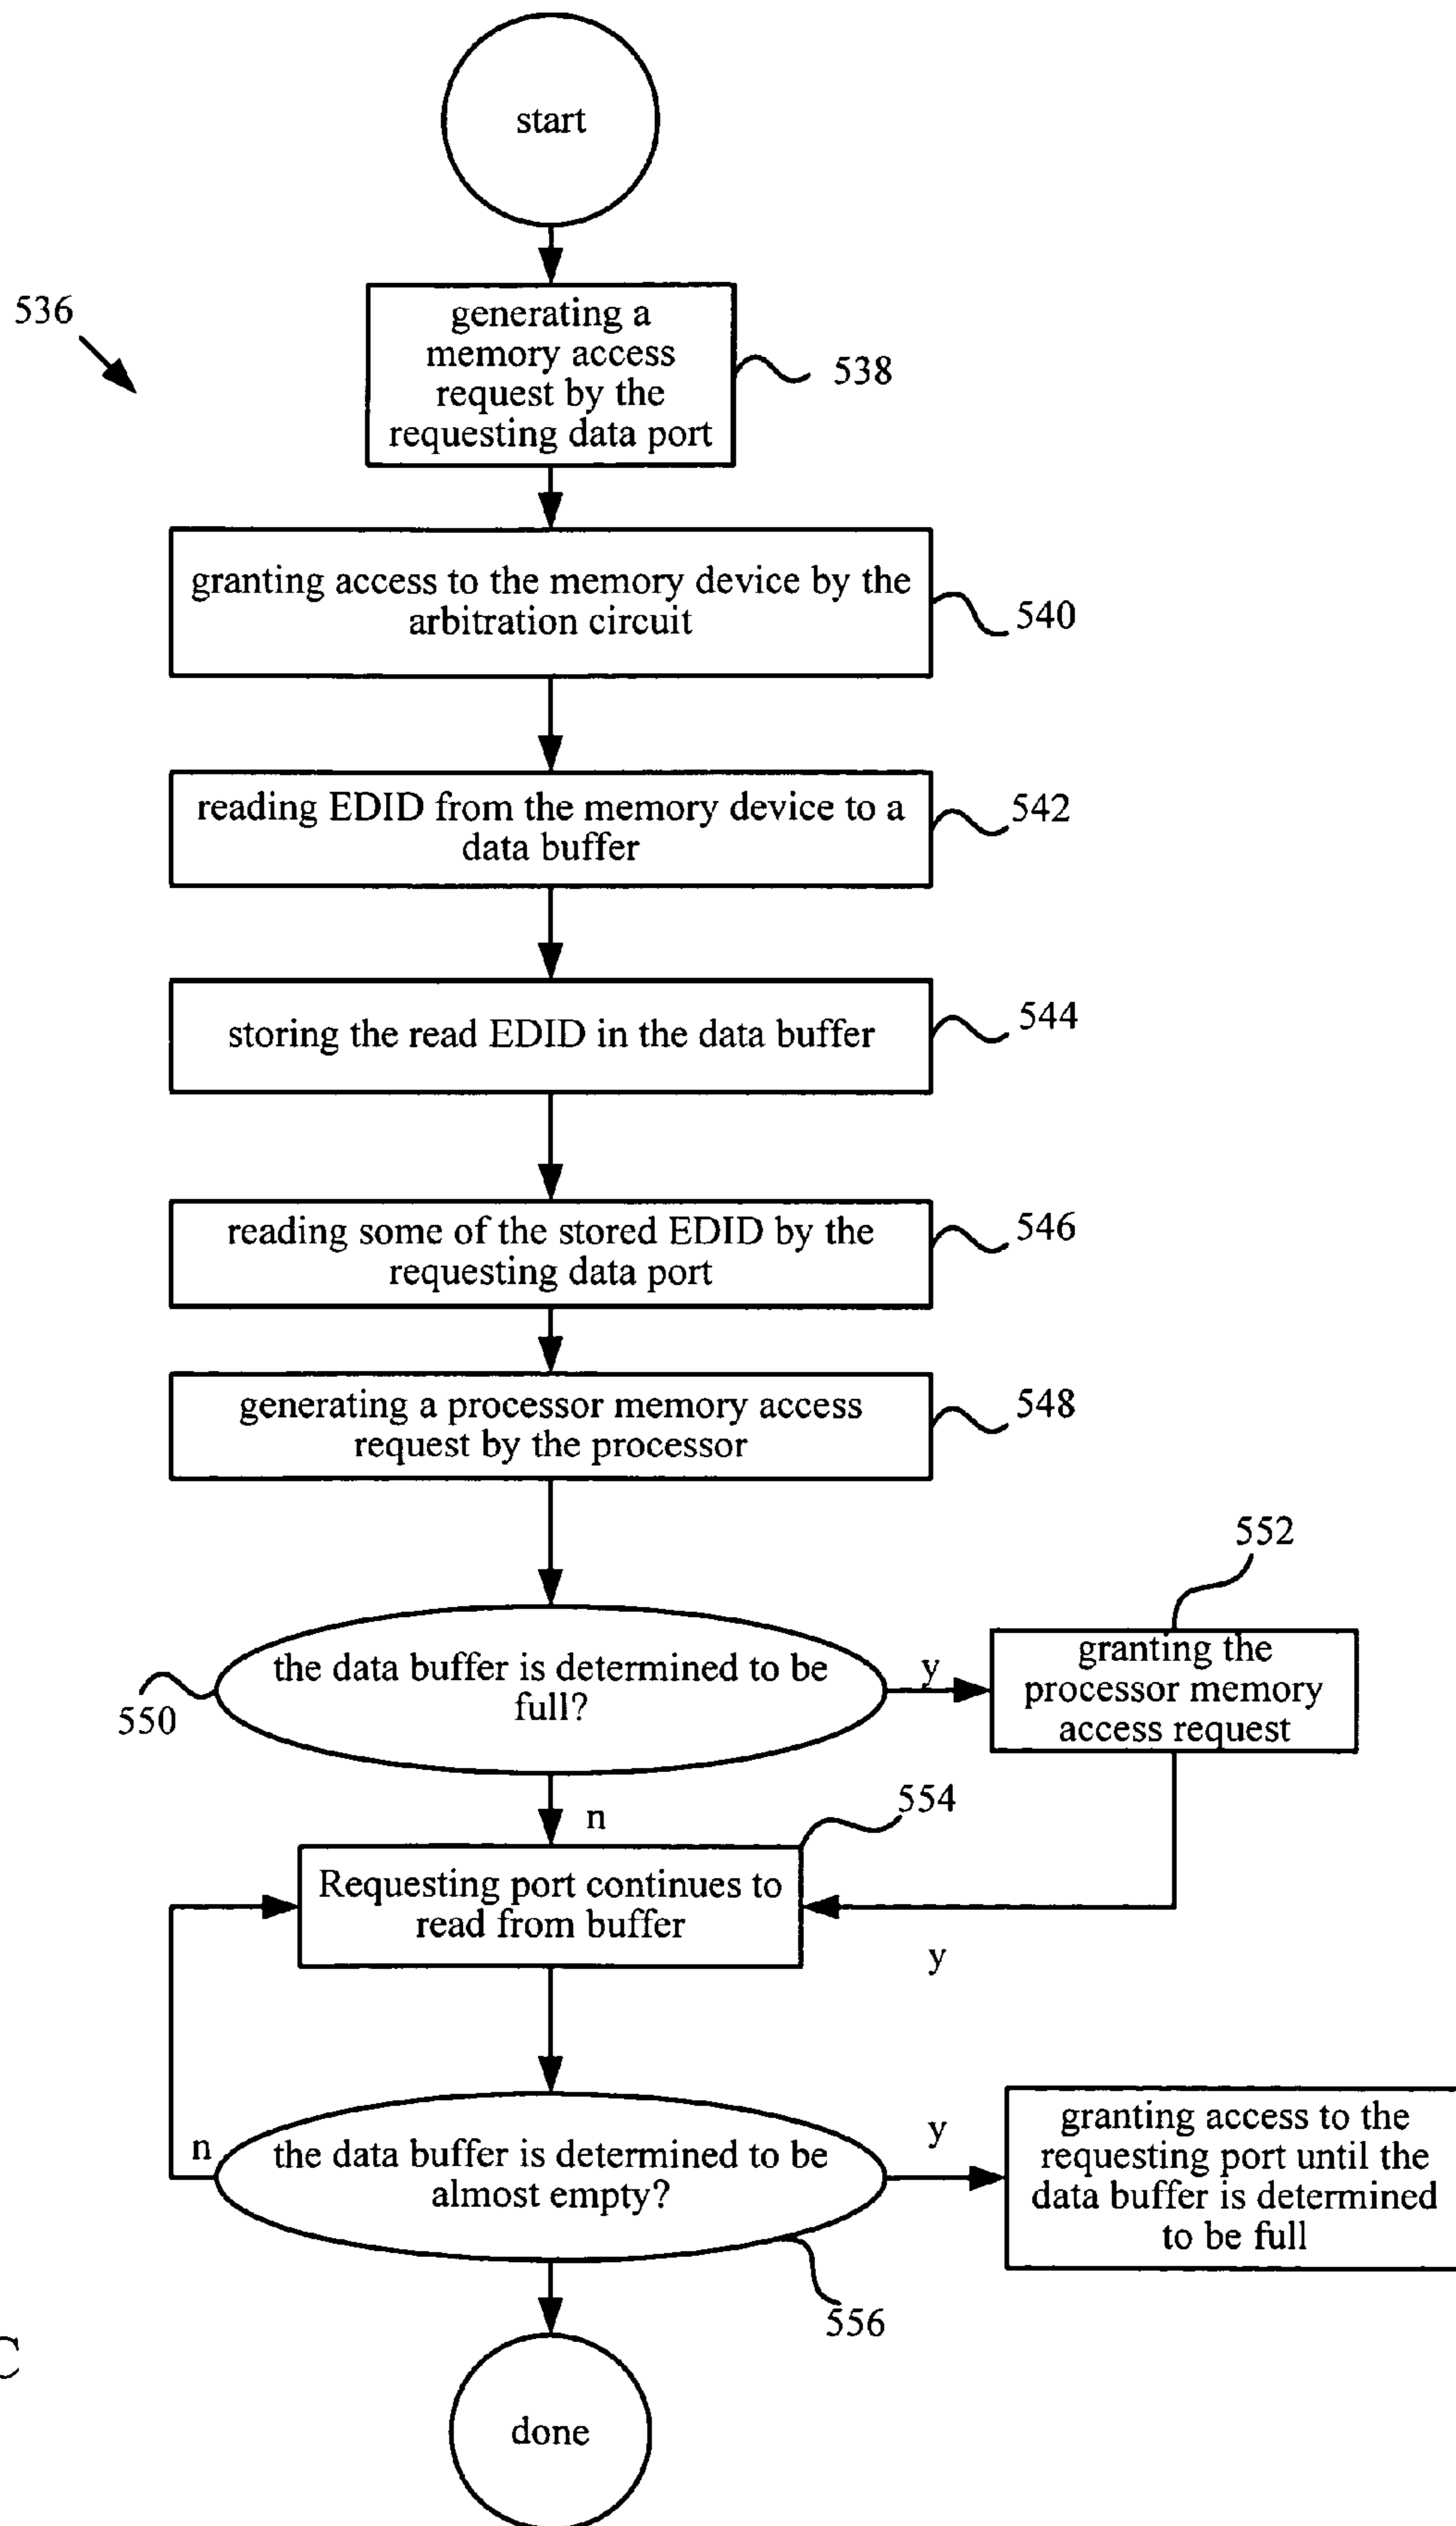 start
536
generating a
memory access
request by the
requesting data port
538
granting access to the memory device by the
arbitration circuit
540
reading EDID from the memory device to a
data buffer
542
storing the read EDID in the data buffer
544
reading some of the stored EDID by the
requesting data port
546
generating a processor memory access
request by the processor
548
552
the data buffer is determined to be
full?
550
y
granting the
processor memory
access request
n
554
Requesting port continues to
read from buffer
y
n
the data buffer is determined to be
almost empty?
y
granting access to the
requesting port until the
data buffer is determined
to be full
556
C
done